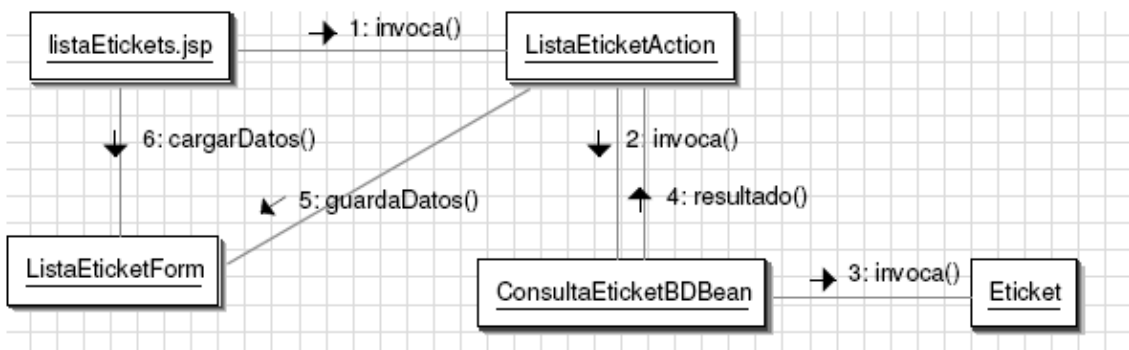 listaEtickets.jsp
1: invoca()
ListaEticketAction
6: cargarDatos()
2: invoca()
5: guardaDatos()
4: resultado()
ListaEticketForm
ConsultaEticketBDBean
3: invoca()
Eticket